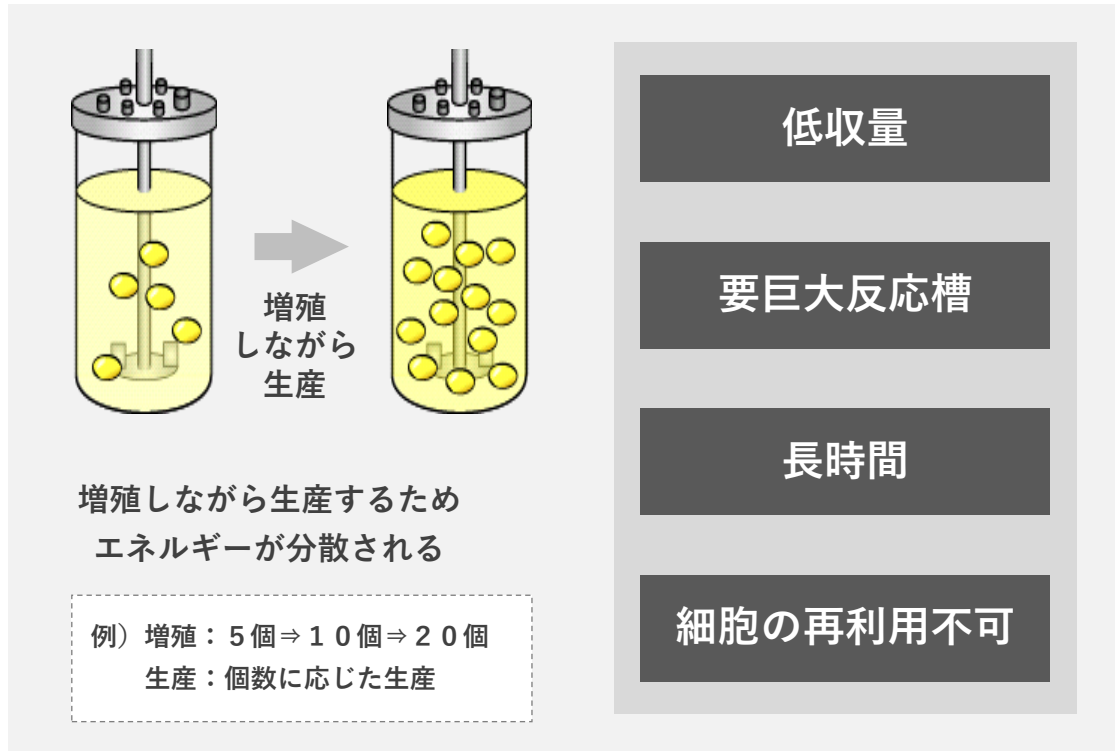 増殖
しながら
生産
増殖しながら生産するため
エネルギーが分散される
例）増殖：５個⇒１０個⇒２０個
生産：個数に応じた生産
低収量
要巨大反応槽
長時間
細胞の再利用不可